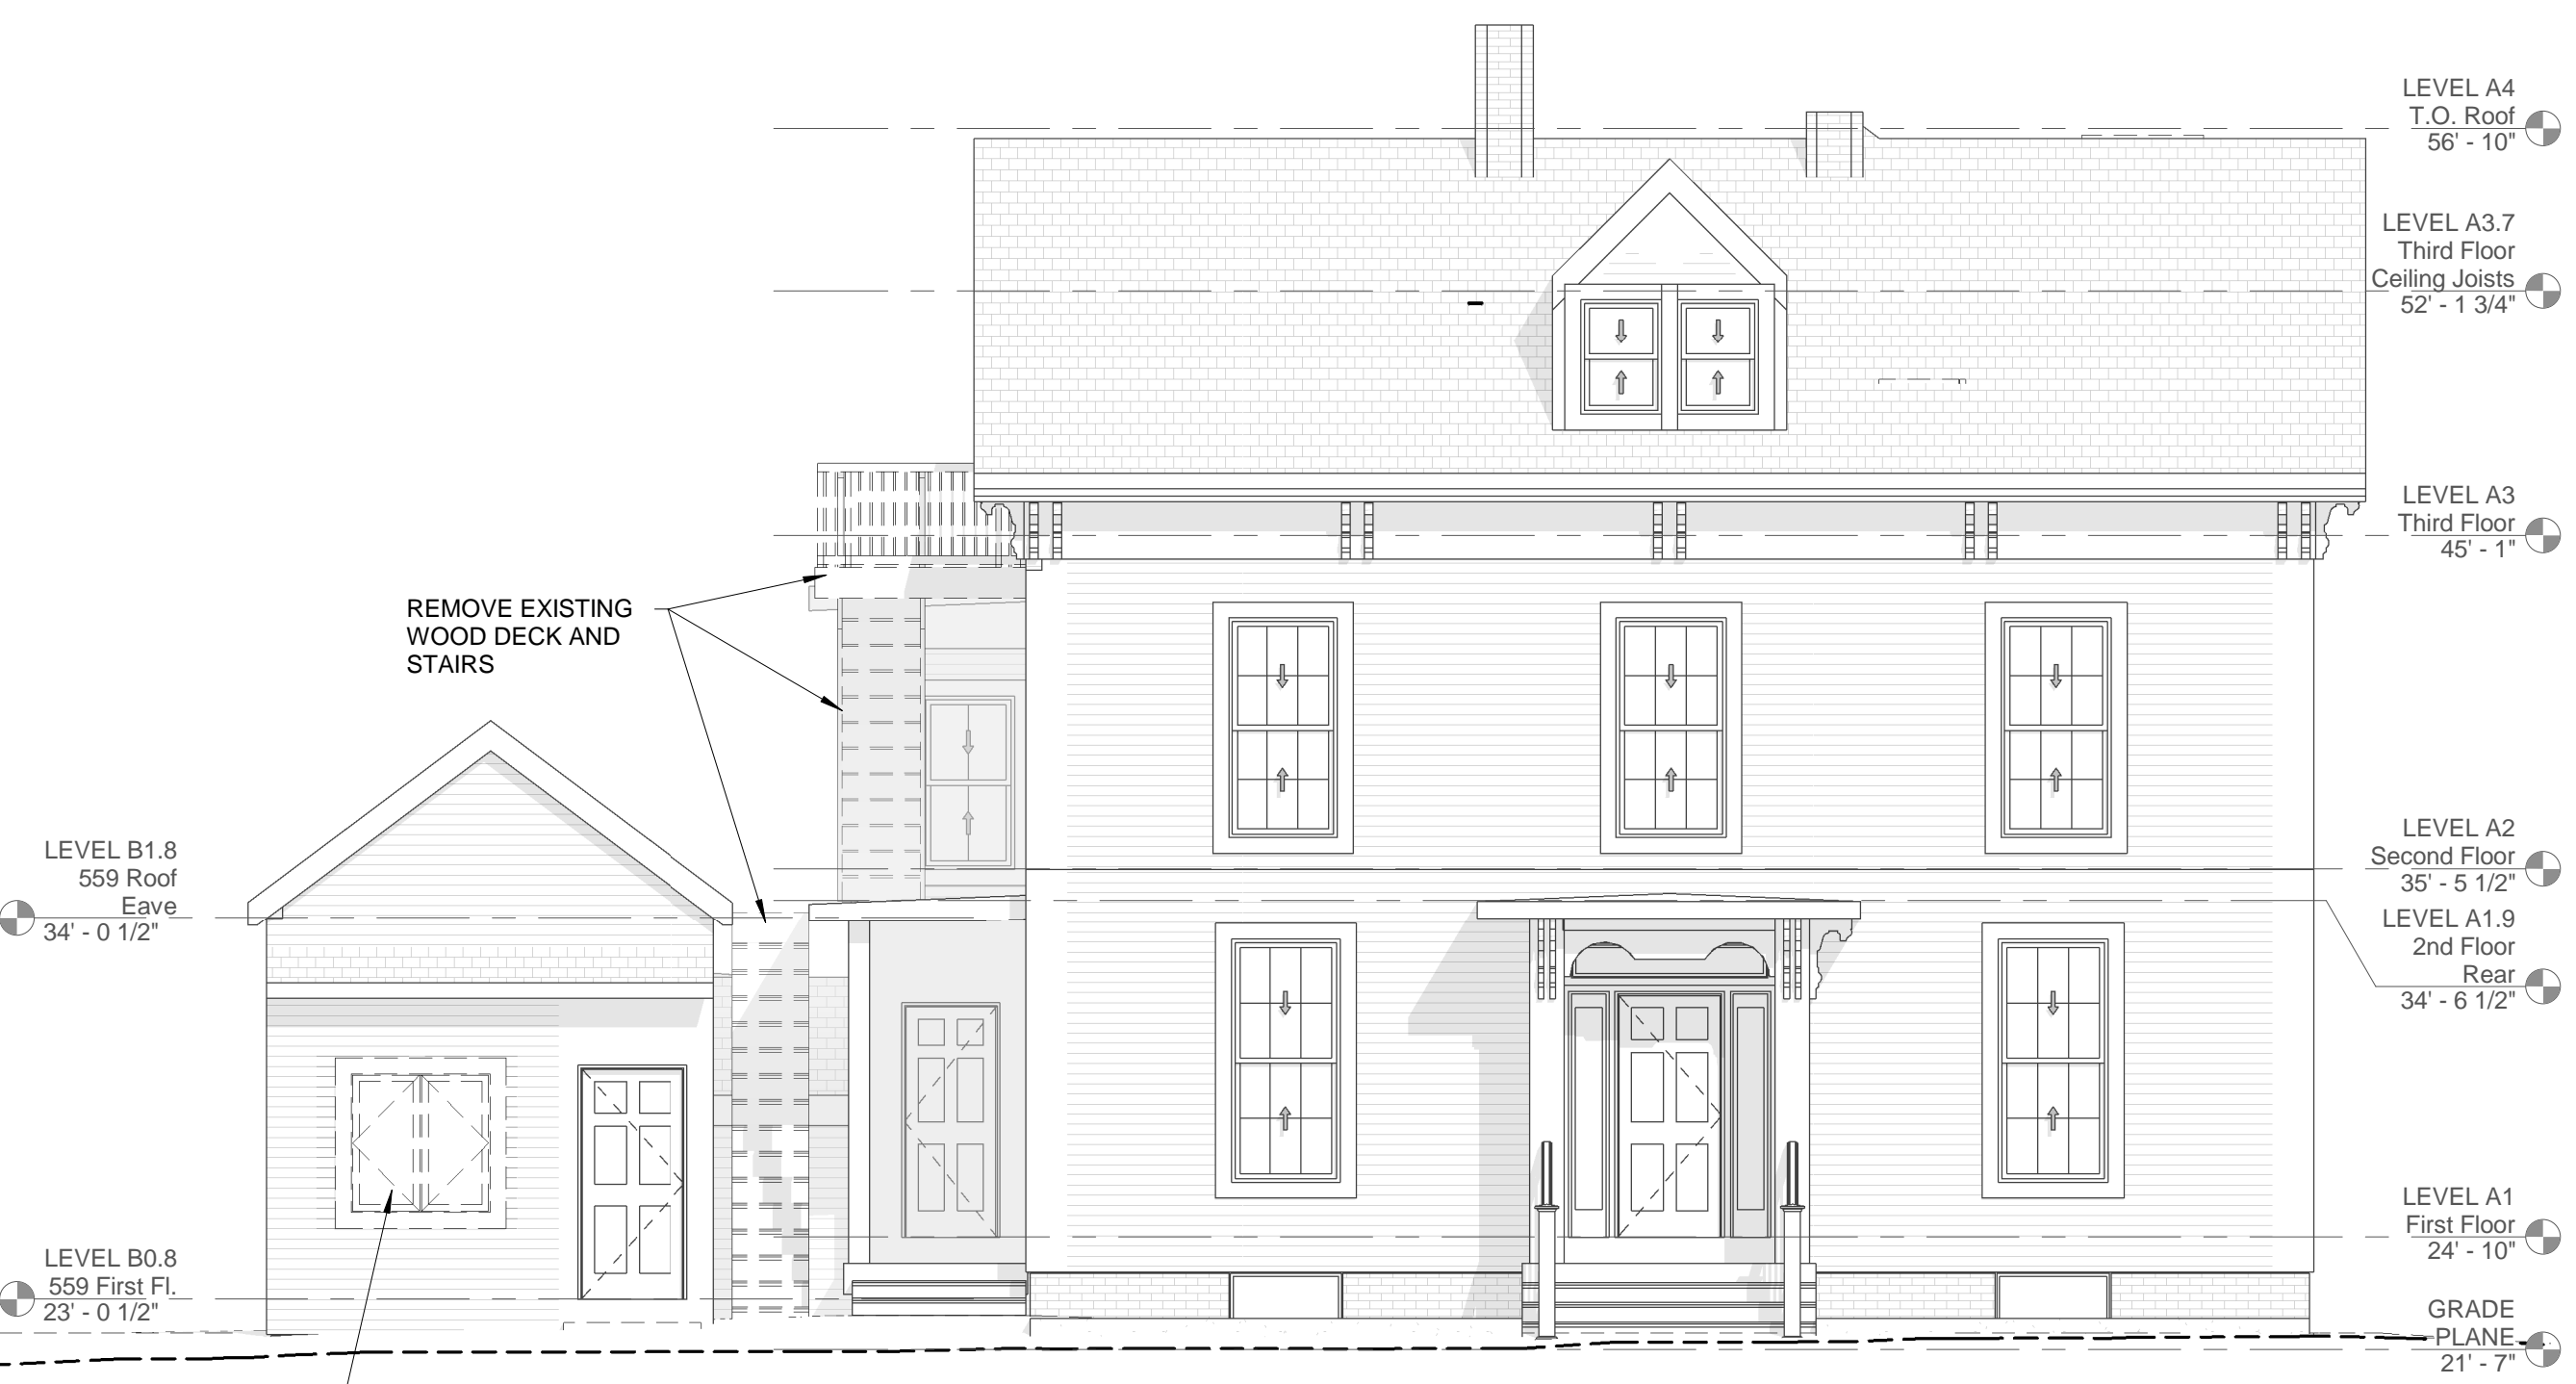 LEVEL A4
T.O. Roof
56' - 10"
LEVEL A3.7
Third Floor
Ceiling Joists
52' - 1 3/4"
LEVEL A3
Third Floor
45' - 1"
REMOVE EXISTING
WOOD DECK AND
STAIRS
LEVEL B1.8
559 Roof
Eave
34' - 0 1/2"
LEVEL A2
Second Floor
35' - 5 1/2"
LEVEL A1.9
2nd Floor
Rear
34' - 6 1/2"
LEVEL A1
First Floor
24' - 10"
LEVEL B0.8
559 First Fl.
23' - 0 1/2"
GRADE
PLANE
21' - 7"